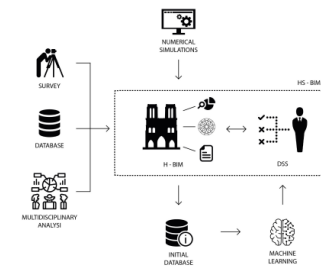 NUMERICAL
SIMULATIONS
SURVEY
HS - BIM
DATABASE
H - BIM
DSS
MULTIDISCIPLINARY
ANALYSI
INITIAL
DATABASE
MACHINE
LEARNING